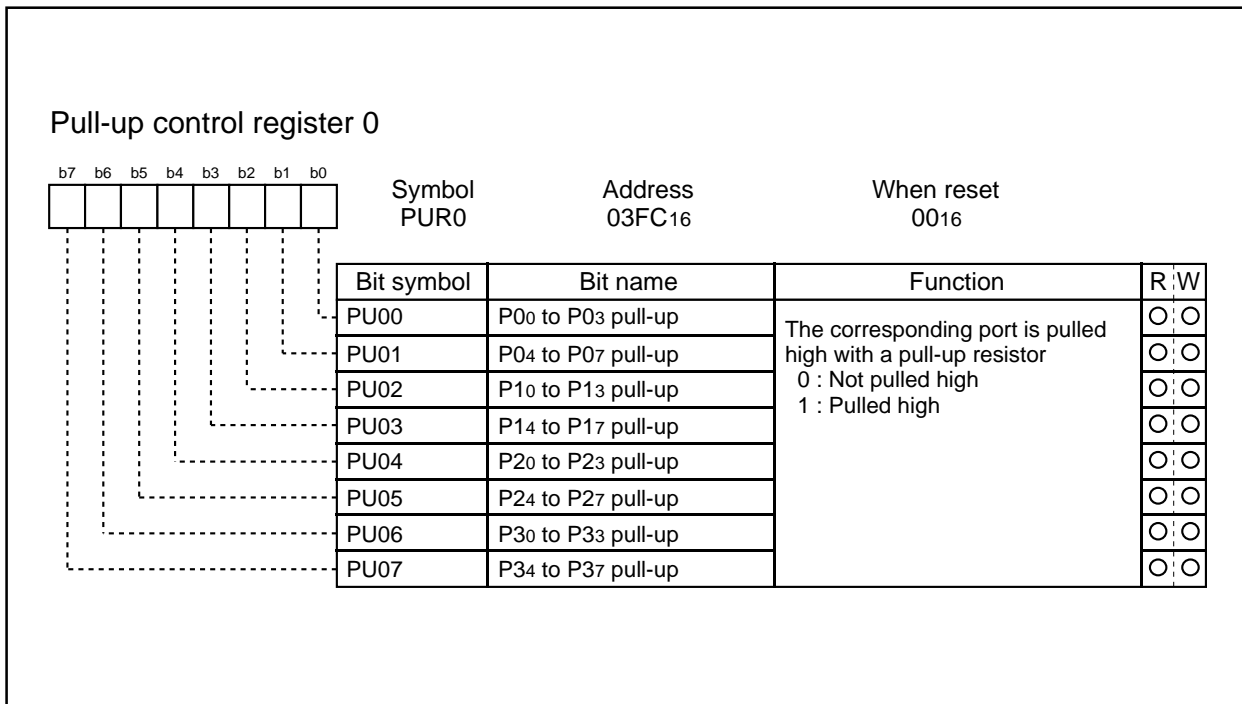 Pull-up control register 0
b7 b6 b5 b4 b3 b2 b1 b0
Symbol Address When reset
PUR0 03FC16 0016
Bit symbol Bit name Function R W
PU00 P00 to P03 pull-up The corresponding port is pulled
PU01 P04 to P07 pull-up high with a pull-up resistor
PU02 P10 to P13 pull-up 0 : Not pulled high
PU03 P14 to P17 pull-up 1 : Pulled high
PU04 P20 to P23 pull-up
PU05 P24 to P27 pull-up
PU06 P30 to P33 pull-up
PU07 P34 to P37 pull-up